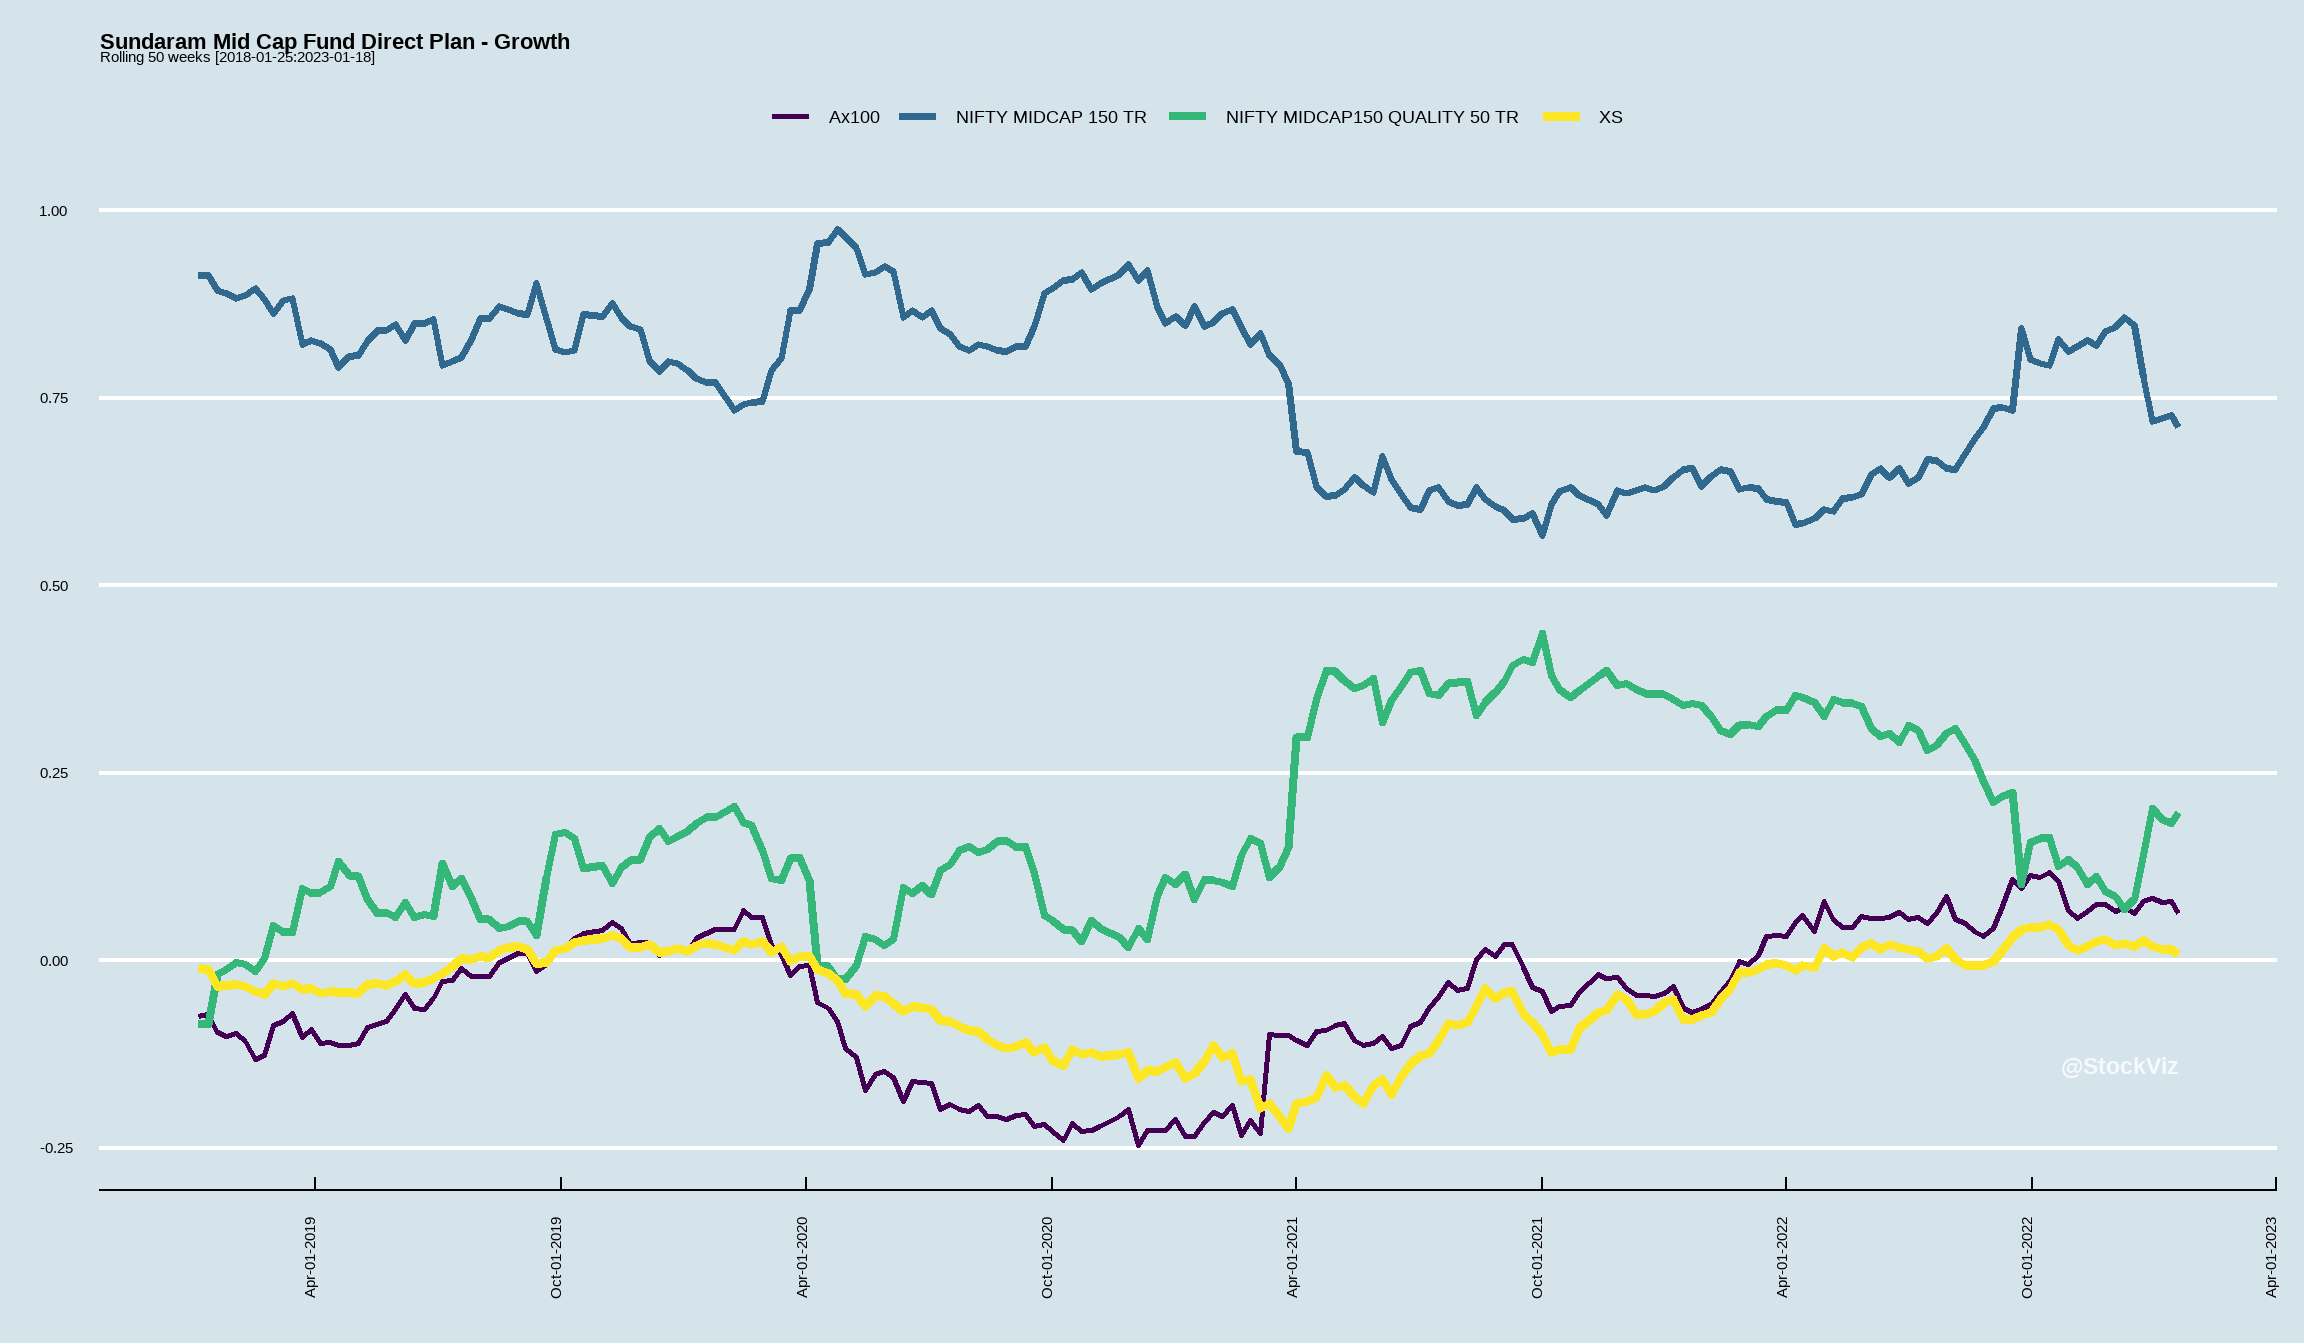 Sundaram Mid Cap Fund Direct Plan - Growth
Rolling 50 weeks [2018-01-25:2023-01-18]
Ax100 NIFTY MIDCAP 150 TR NIFTY MIDCAP150 QUALITY 50 TR XS
1.00
0.75
0.50
0.25
0.00
-0.25
@StockViz
Apr-01-2019 Oct-01-2019 Apr-01-2020 Oct-01-2020 Apr-01-2021 Oct-01-2021 Apr-01-2022 Oct-01-2022 Apr-01-2023